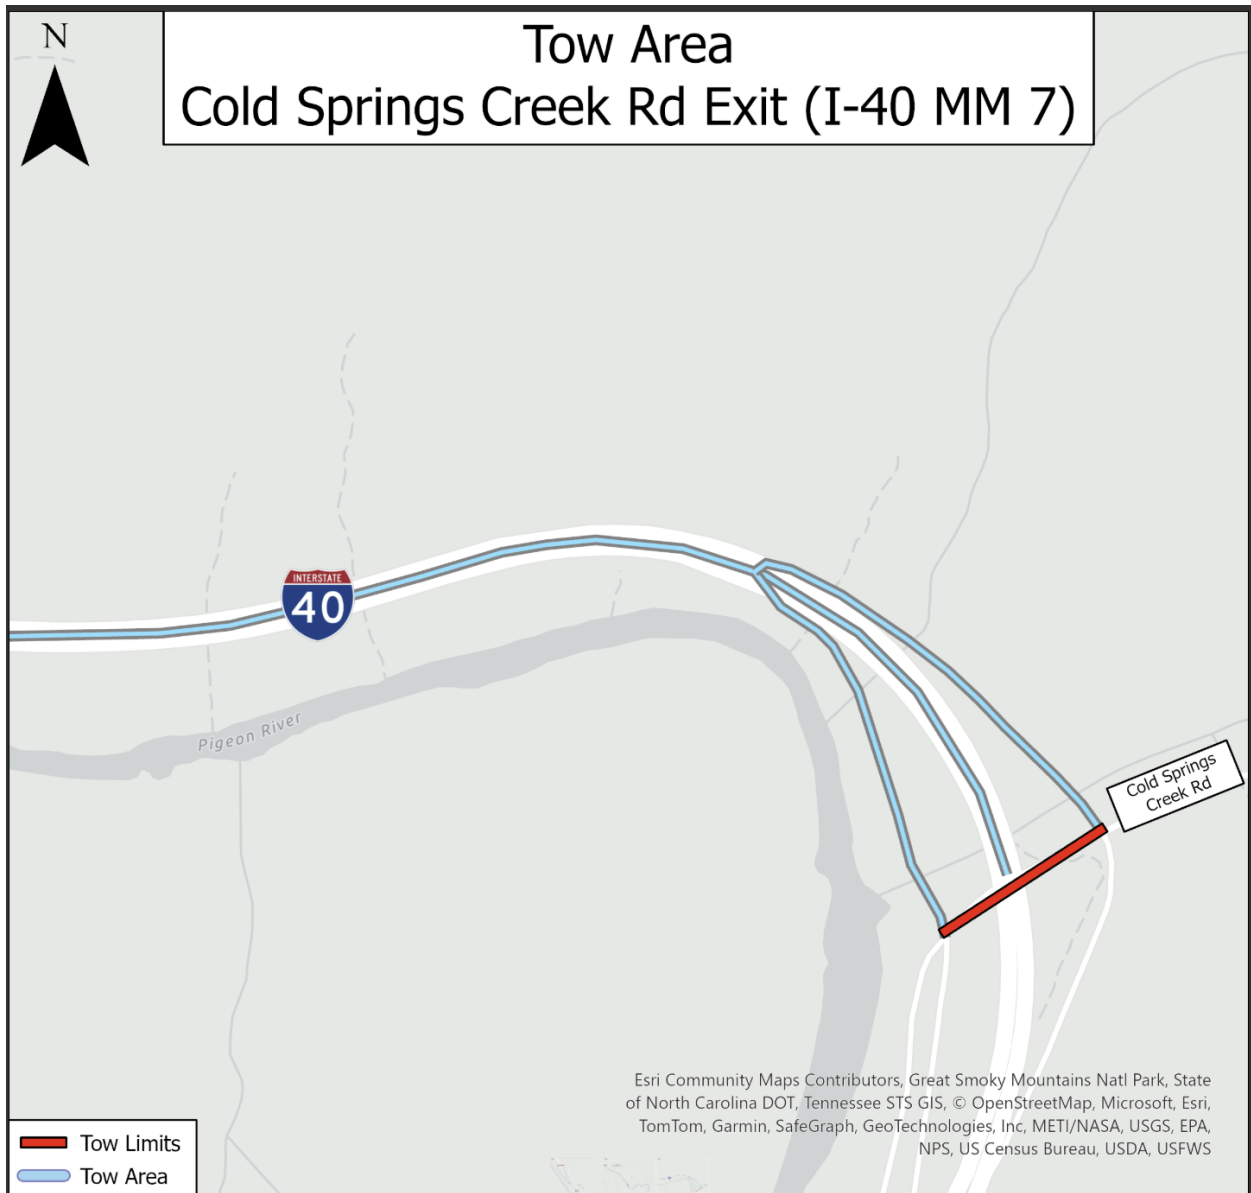 N
Tow Area
Cold Springs Creek Rd Exit (I-40 MM 7)
INTERSTATE
40
Pigeon River
Cold Springs
Creek Rd
Esri Community Maps Contributors, Great Smoky Mountains Natl Park, State
of North Carolina DOT, Tennessee STS GIS, © OpenStreetMap, Microsoft, Esri,
TomTom, Garmin, SafeGraph, GeoTechnologies, Inc, METI/NASA, USGS, EPA,
NPS, US Census Bureau, USDA, USFWS
Tow Limits
Tow Area